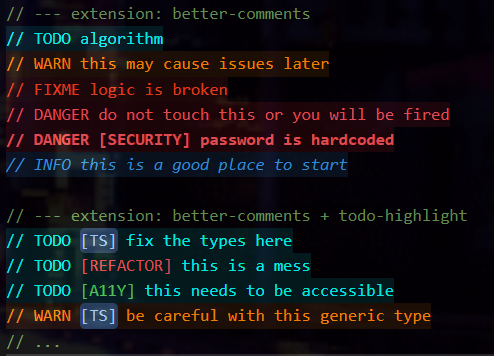 // --- extension: better-comments
// TODO algorithm
// WARN this may cause issues later
// FIXME logic is broken
// DANGER do not touch this or you will be fired
// DANGER [SECURITY] password is hardcoded
// INFO this is a good place to start

// --- extension: better-comments + todo-highlight
// TODO [TS] fix the types here
// TODO [REFACTOR] this is a mess
// TODO [A11Y] this needs to be accessible
// WARN [TS] be careful with this generic type
// ...